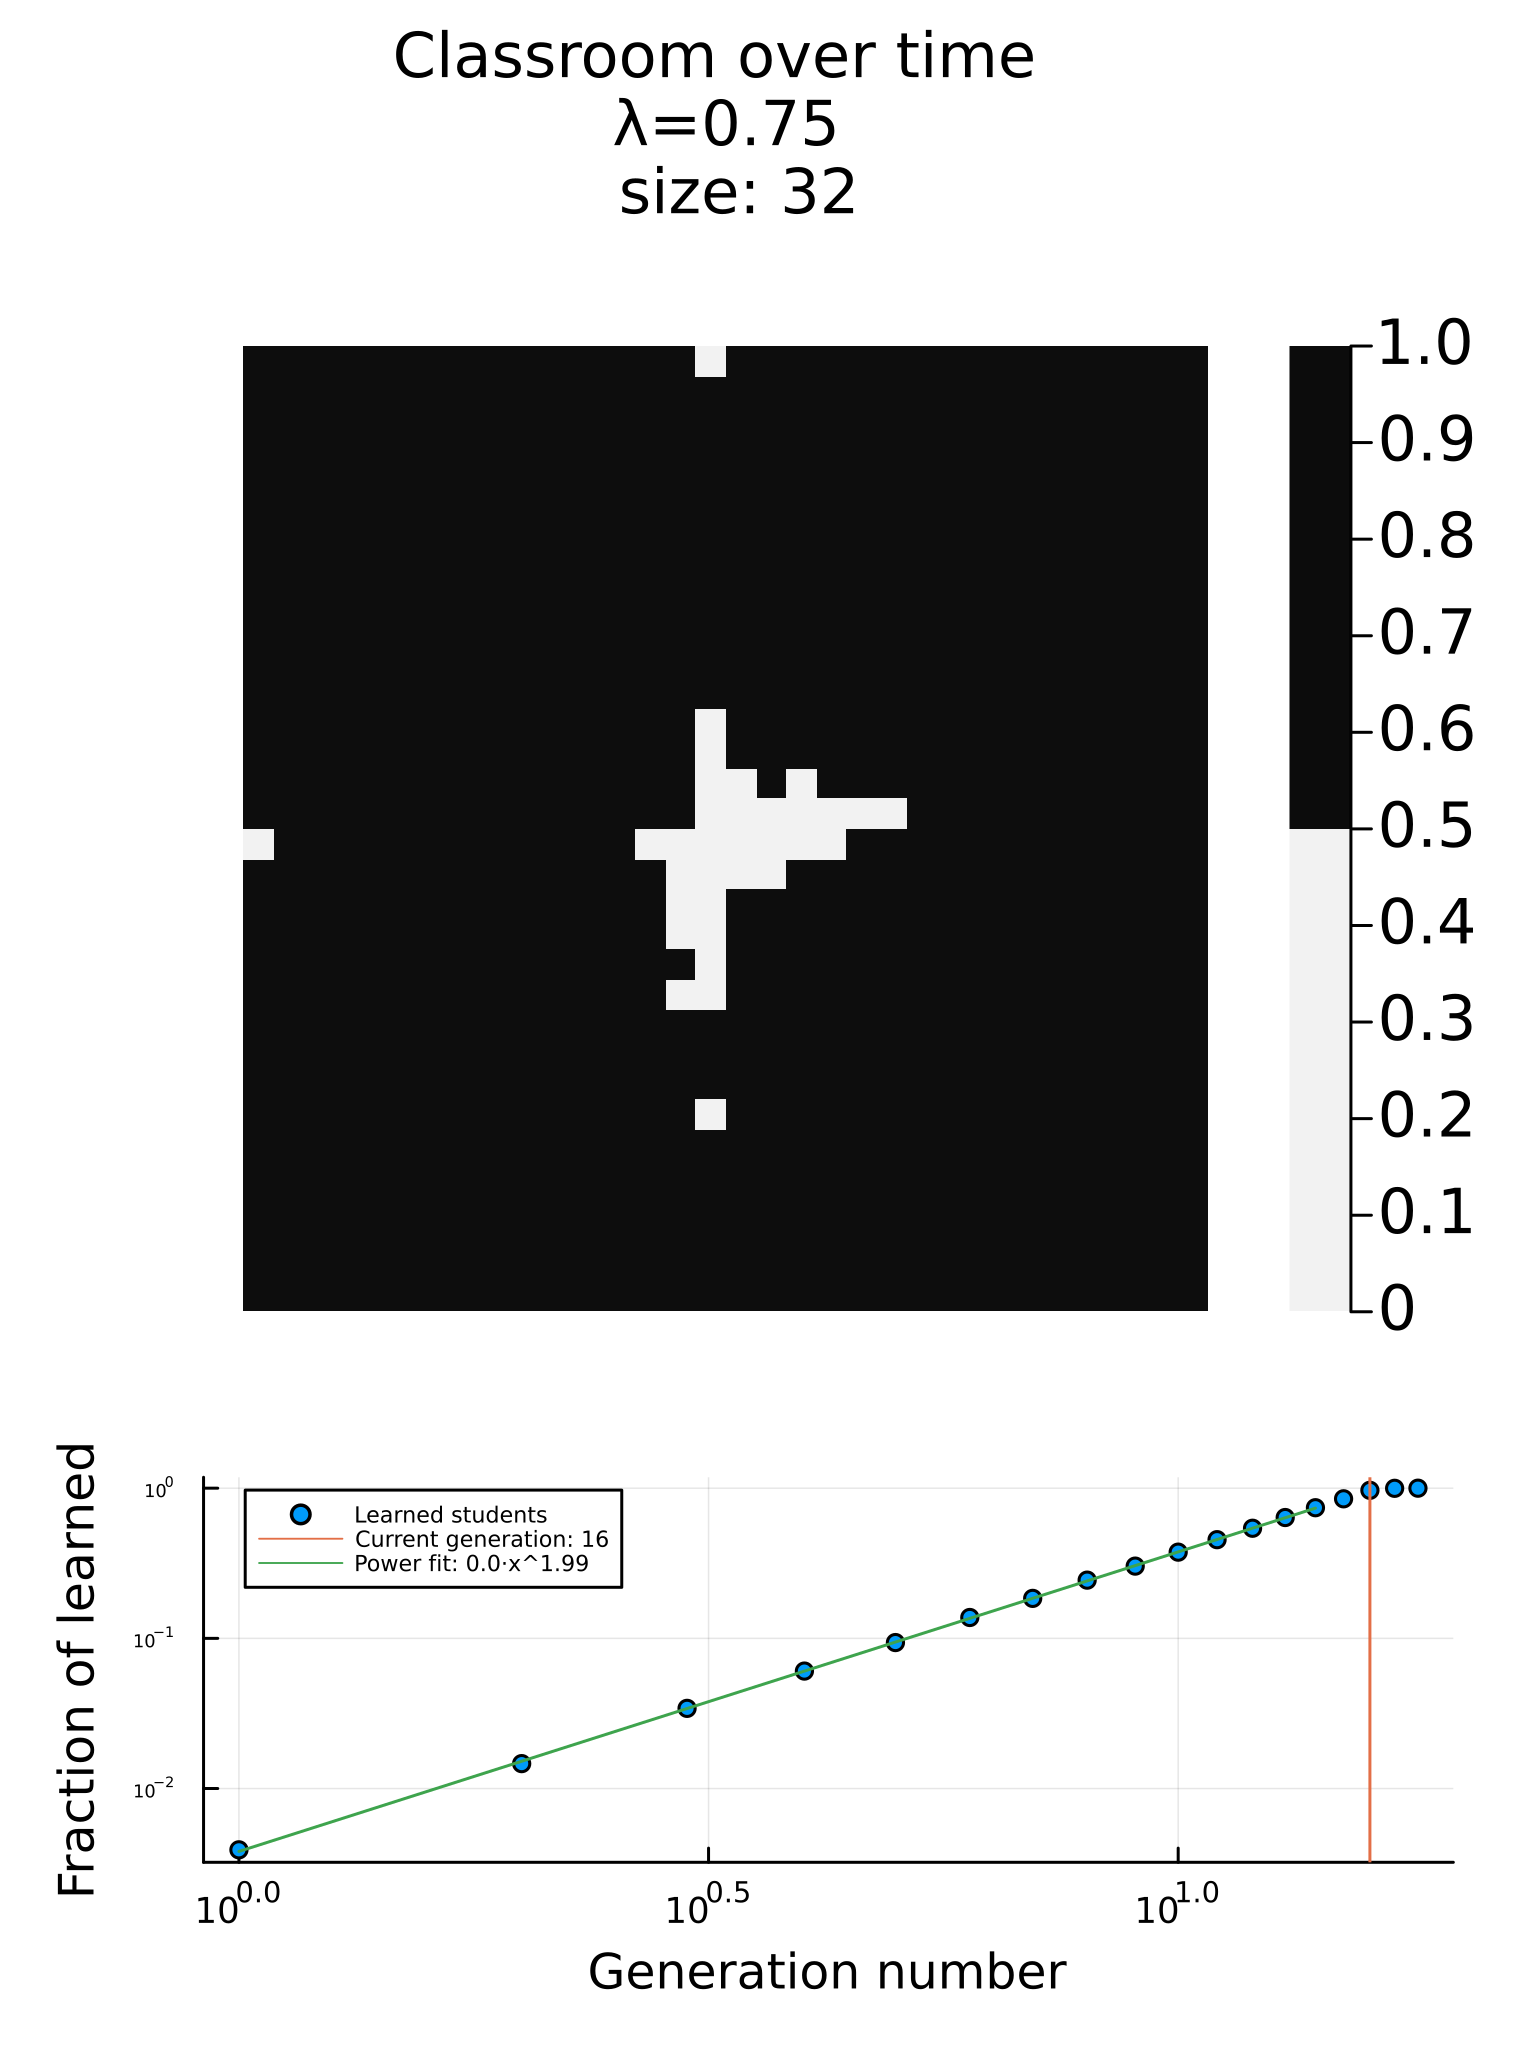 Classroom over time
λ=0.75
size: 32
1.0
0.9
0.8
0.7
0.6
0.5
0.4
0.3
0.2
0.1
0
Fraction of learned
10⁰
10⁻¹
10⁻²
Learned students
Current generation: 16
Power fit: 0.0·x^1.99
10^0.0 10^0.5 10^1.0
Generation number